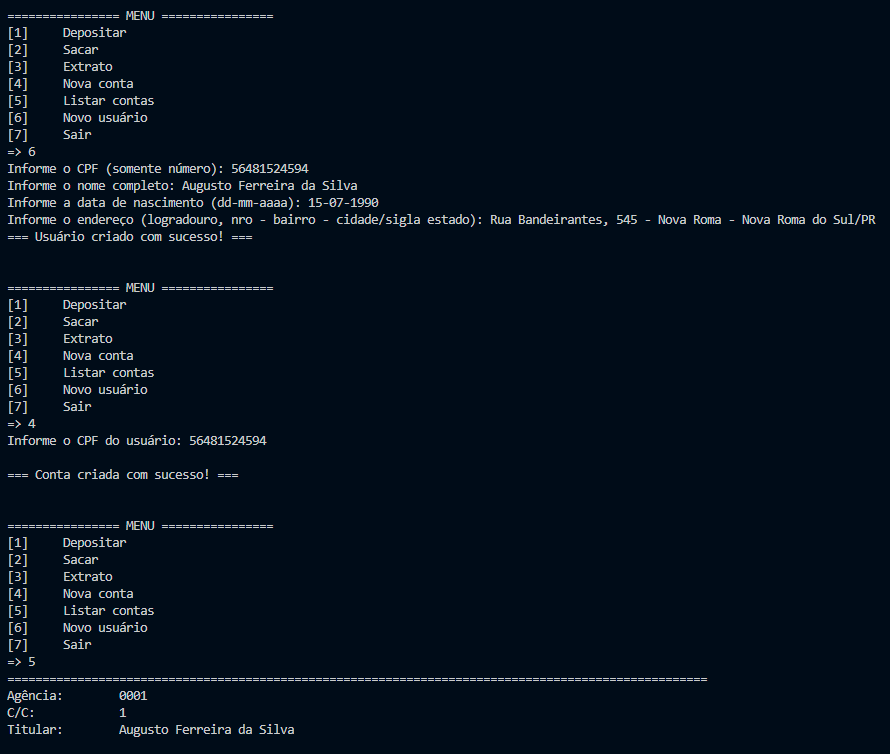 ================ MENU ================
[1]     Depositar
[2]     Sacar
[3]     Extrato
[4]     Nova conta
[5]     Listar contas
[6]     Novo usuário
[7]     Sair
=> 6
Informe o CPF (somente número): 56481524594
Informe o nome completo: Augusto Ferreira da Silva
Informe a data de nascimento (dd-mm-aaaa): 15-07-1990
Informe o endereço (logradouro, nro - bairro - cidade/sigla estado): Rua Bandeirantes, 545 - Nova Roma - Nova Roma do Sul/PR
=== Usuário criado com sucesso! ===
================ MENU ================
[1]     Depositar
[2]     Sacar
[3]     Extrato
[4]     Nova conta
[5]     Listar contas
[6]     Novo usuário
[7]     Sair
=> 4
Informe o CPF do usuário: 56481524594
=== Conta criada com sucesso! ===
================ MENU ================
[1]     Depositar
[2]     Sacar
[3]     Extrato
[4]     Nova conta
[5]     Listar contas
[6]     Novo usuário
[7]     Sair
=> 5
====================================================================================================
Agência:        0001
C/C:            1
Titular:        Augusto Ferreira da Silva